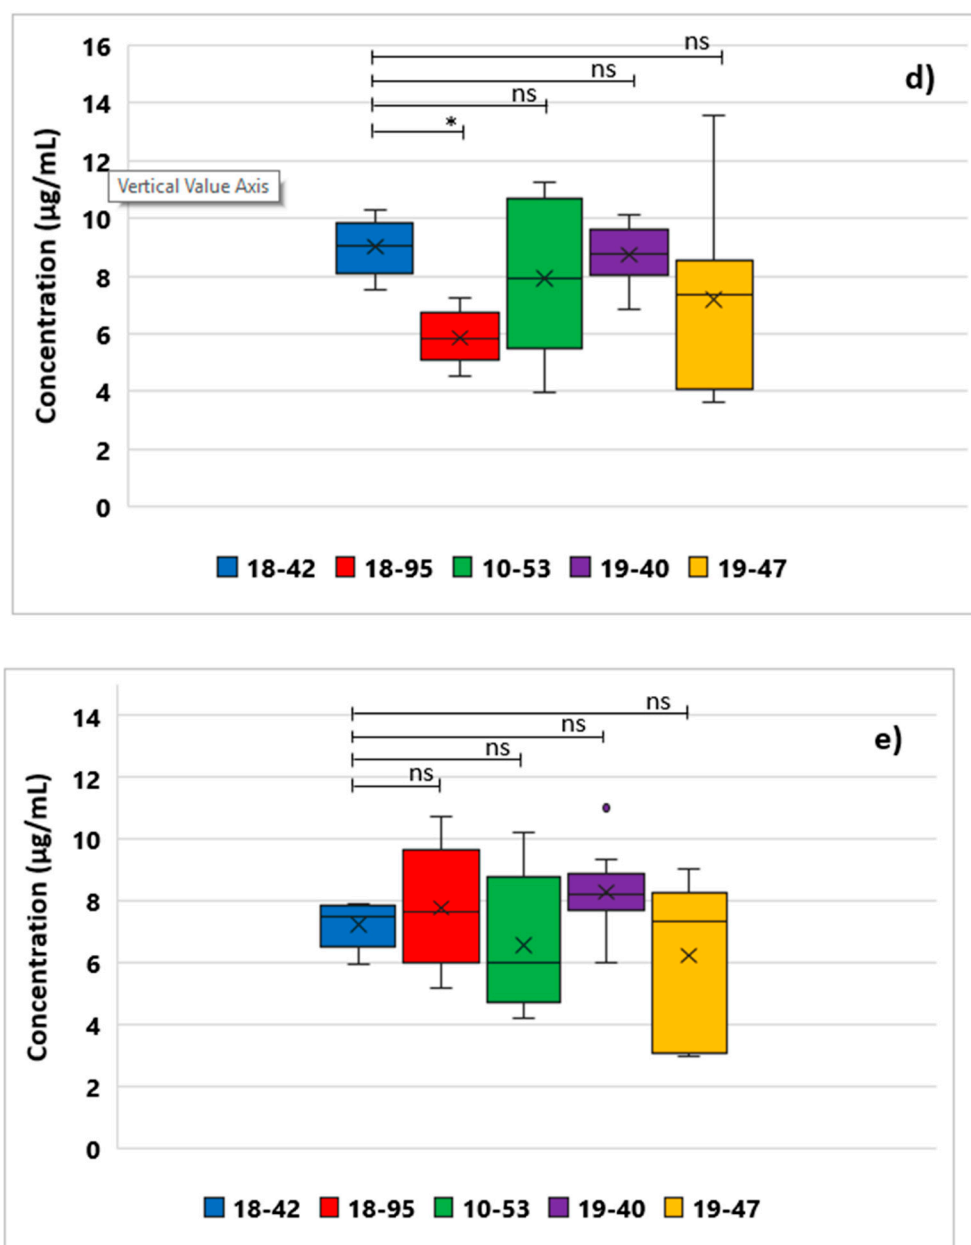 16
ns
d)
ns
14
ns
*
12
Vertical Value Axis
10
8
6
4
2
0
Concentration (µg/mL)
18-42 18-95 10-53 19-40 19-47
14
ns
e)
ns
ns
ns
12
10
8
6
4
2
0
Concentration (µg/mL)
18-42 18-95 10-53 19-40 19-47